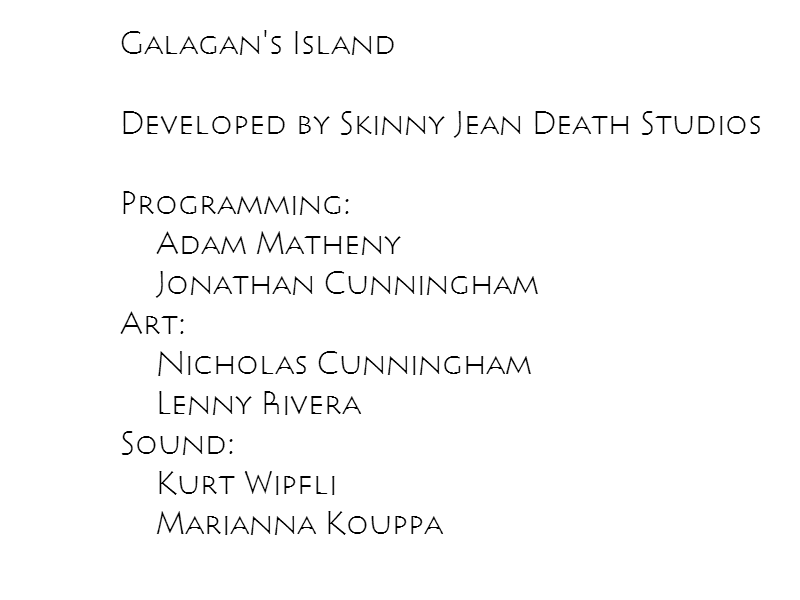 Galagan's Island
Developed by Skinny Jean Death Studios
Programming:
Adam Matheny
Jonathan Cunningham
Art:
Nicholas Cunningham
Lenny Rivera
Sound:
Kurt Wipfli
Marianna Kouppa